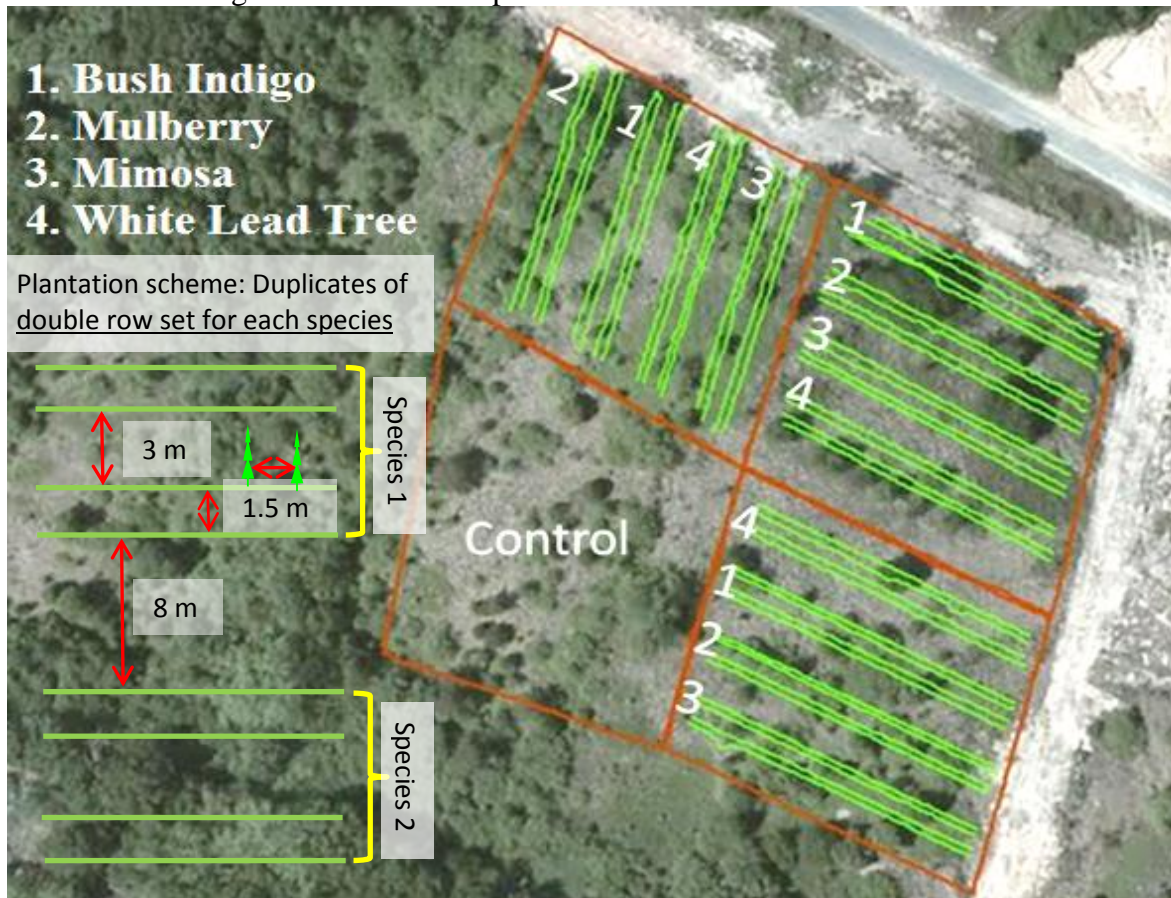 1. Bush Indigo
2. Mulberry
3. Mimosa
4. White Lead Tree
Plantation scheme: Duplicates of
double row set for each species
3 m
1.5 m
8 m
Species 1
Species 2
2
1
4
3
1
2
3
4
Control
4
1
2
3